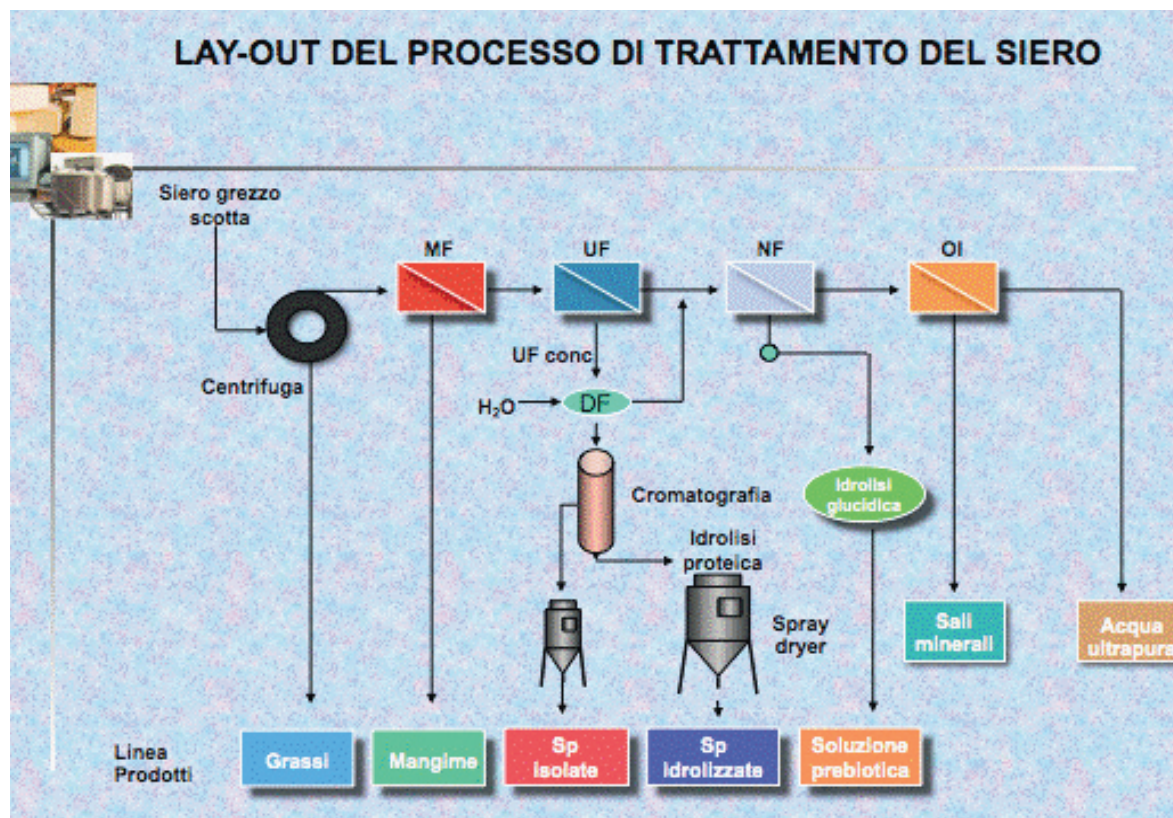 LAY-OUT DEL PROCESSO DI TRATTAMENTO DEL SIERO
Siero grezzo
scotta
MF
UF
NF
OI
Centrifuga
UF conc
H₂O
DF
Cromatografia
Idrolisi
glucidica
Idrolisi
proteica
Spray
dryer
Sali
minerali
Acqua
ultrapura
Linea
Prodotti
Grassi
Mangime
Sp
isolate
Sp
idrolizzate
Soluzione
prebiotica